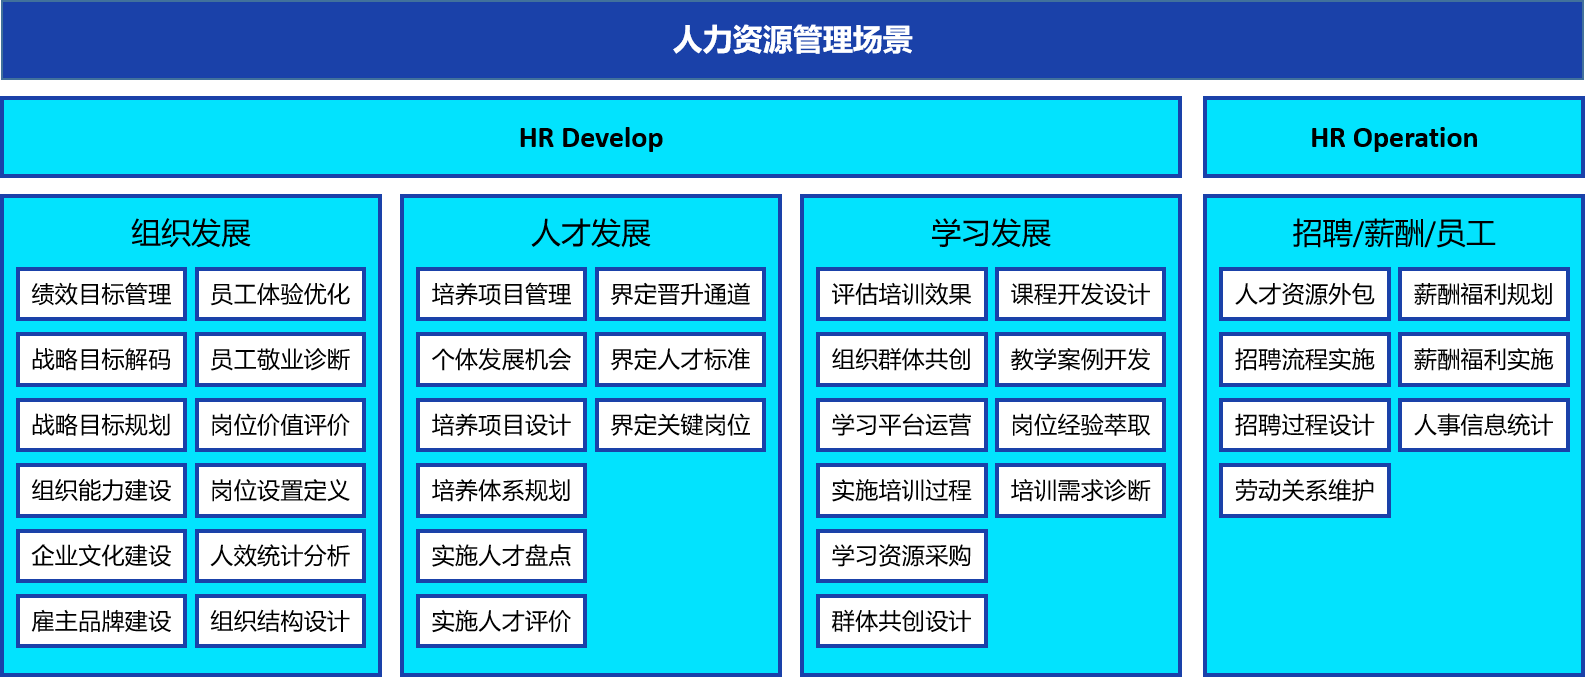 人力资源管理场景
HR Develop
HR Operation
组织发展
绩效目标管理
员工体验优化
战略目标解码
员工敬业诊断
战略目标规划
岗位价值评价
组织能力建设
岗位设置定义
企业文化建设
人效统计分析
雇主品牌建设
组织结构设计
人才发展
培养项目管理
界定晋升通道
个体发展机会
界定人才标准
培养项目设计
界定关键岗位
培养体系规划
实施人才盘点
实施人才评价
学习发展
评估培训效果
课程开发设计
组织群体共创
教学案例开发
学习平台运营
岗位经验萃取
实施培训过程
培训需求诊断
学习资源采购
群体共创设计
招聘/薪酬/员工
人才资源外包
薪酬福利规划
招聘流程实施
薪酬福利实施
招聘过程设计
人事信息统计
劳动关系维护